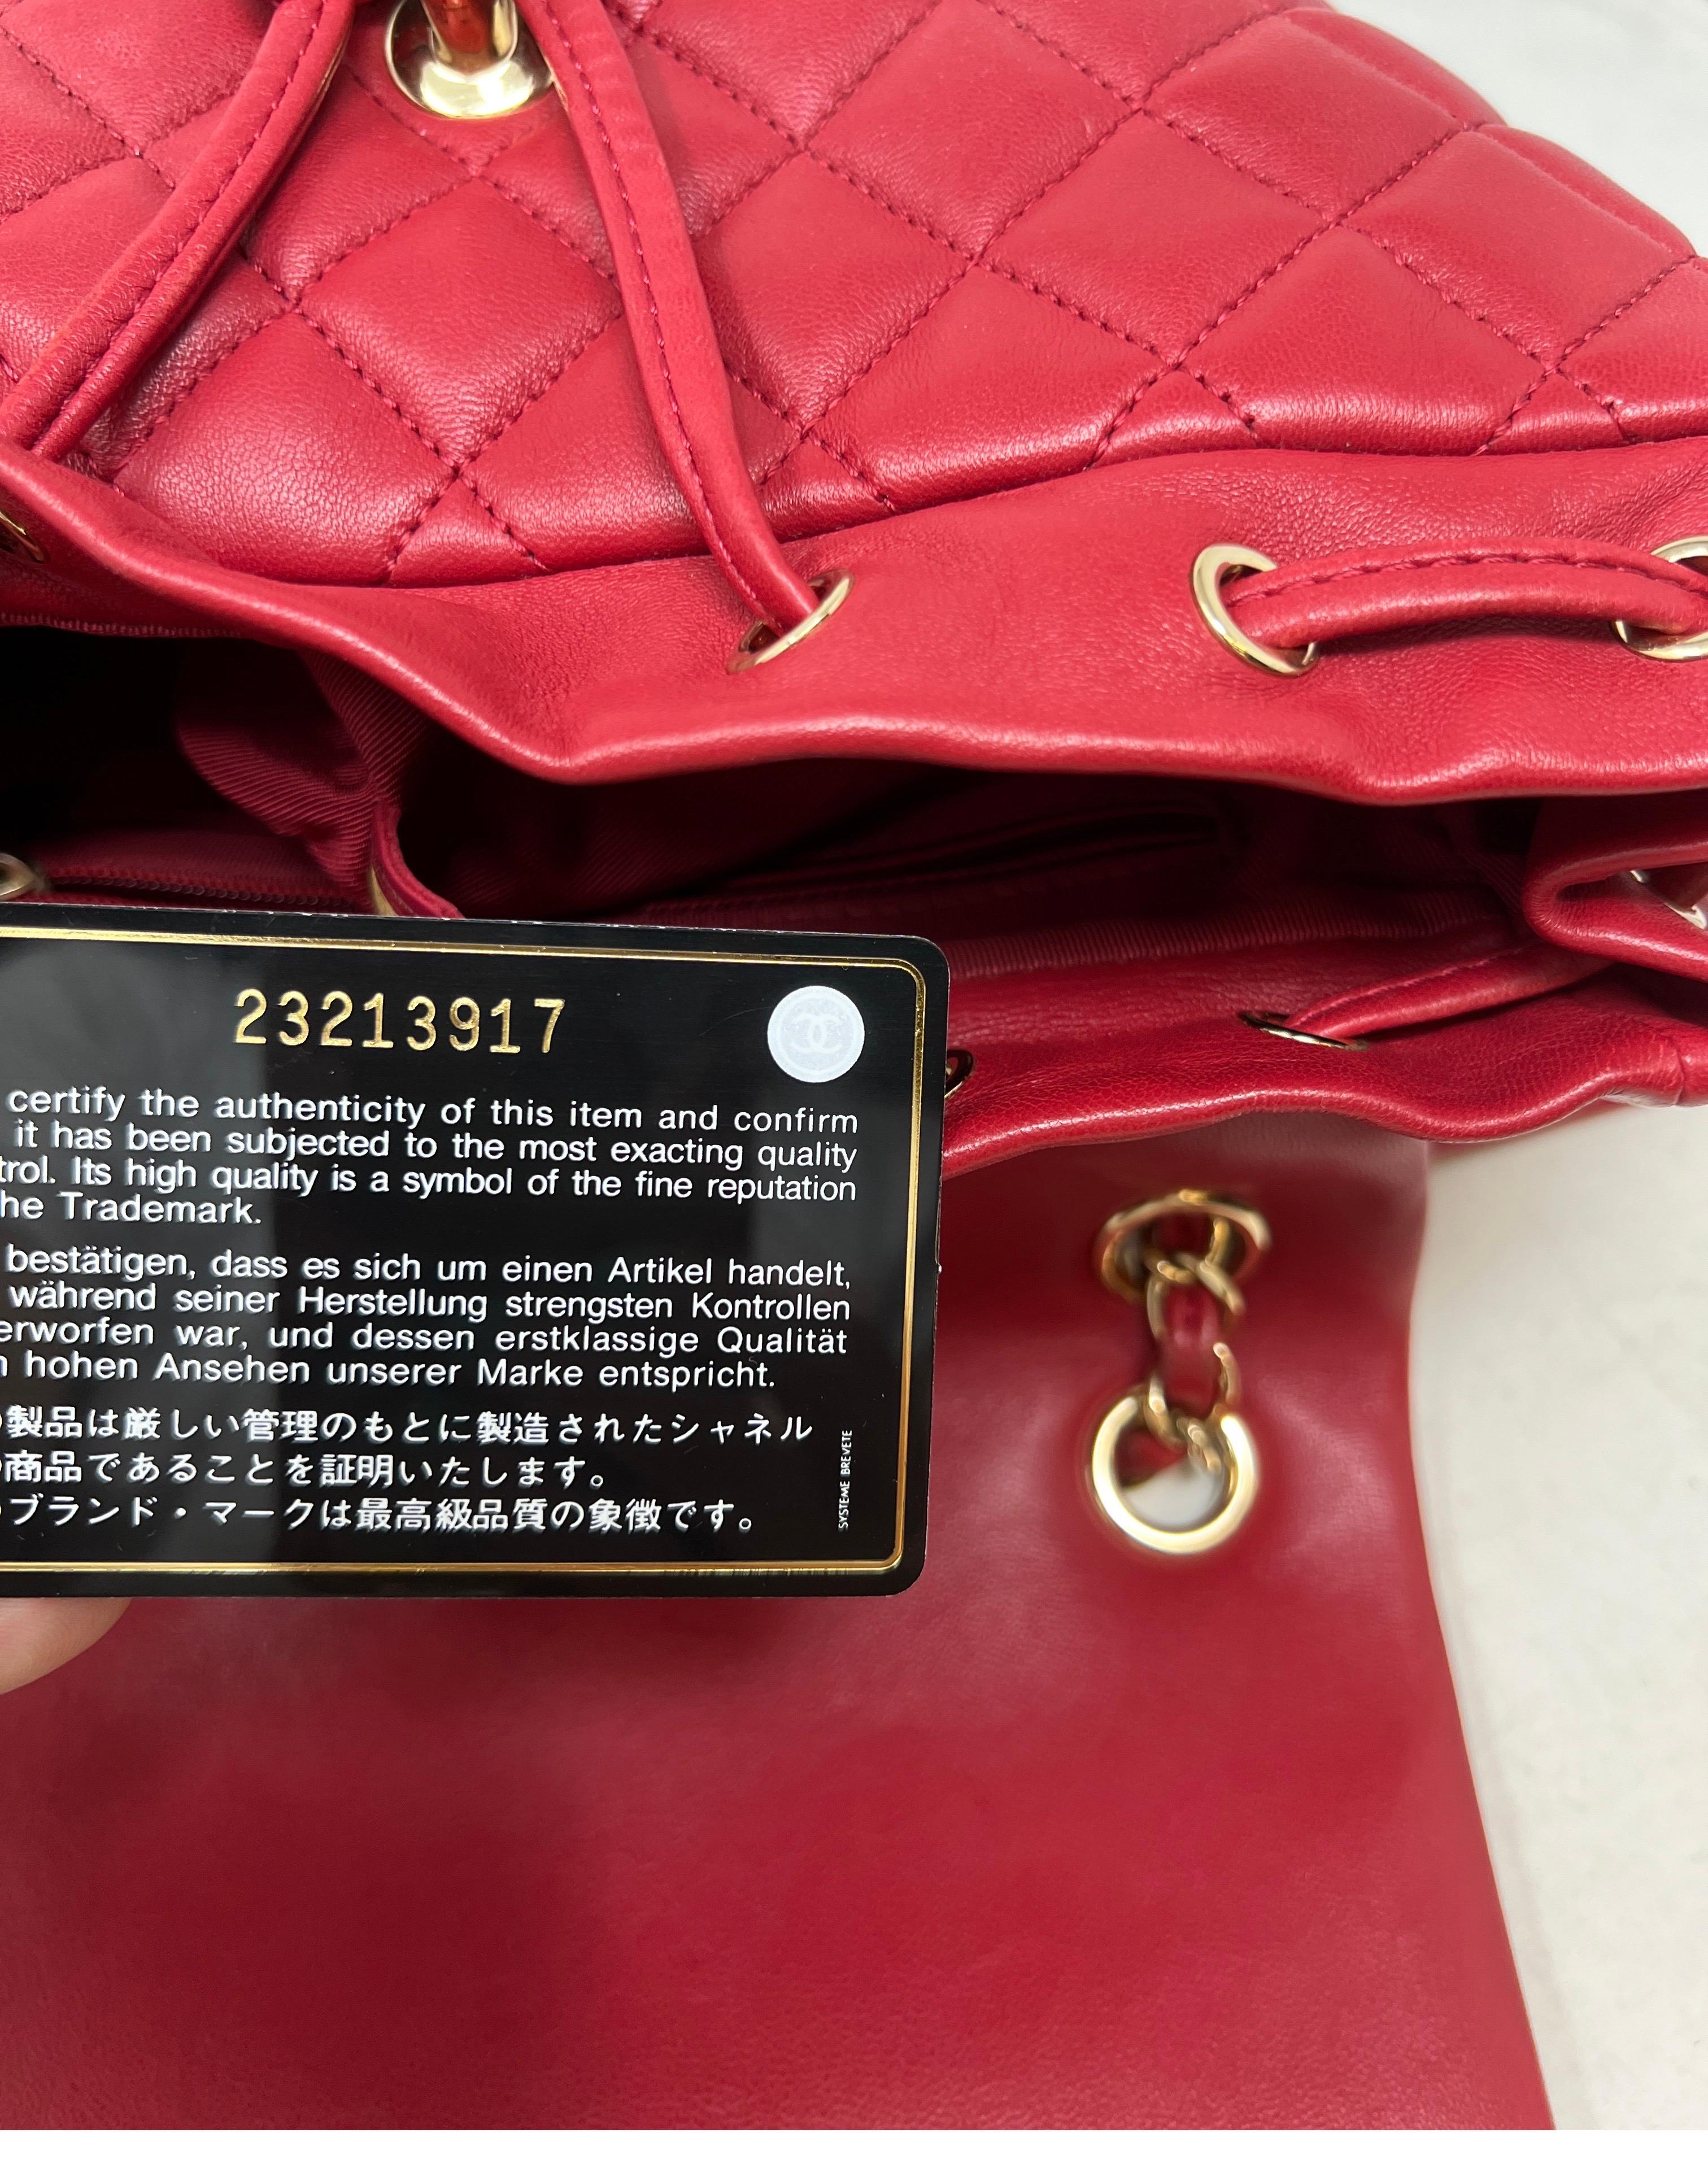 23213917
certify the authenticity of this item and confirm
it has been subjected to the most exacting quality
trol. Its high quality is a symbol of the fine reputation
he Trademark.
bestätigen, dass es sich um einen Artikel handelt,
während seiner Herstellung strengsten Kontrollen
erworfen war, und dessen erstklassige Qualität
hohen Ansehen unserer Marke entspricht.
製品は厳しい管理のもとに製造されたシャネル
商品であることを証明いたします。
ブランド・マークは最高級品質の象徴です。
SYSTEME BREVETE